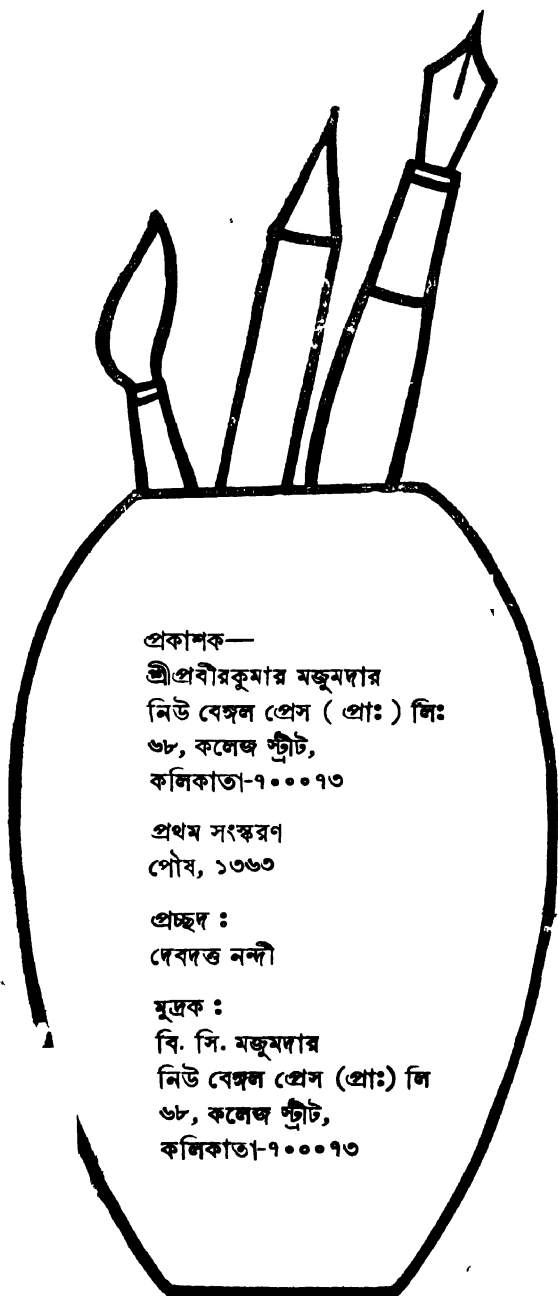 প্রকাশক—
শ্রীপ্রবীরকুমার মজুমদার
নিউ বেঙ্গল প্রেস ( প্রাঃ ) লিঃ
৬৮, কলেজ স্ট্রীট,
কলিকাতা-৭০০০৭৩
প্রথম সংস্করণ
পৌষ, ১৩৬৩
প্রচ্ছদ :
দেবদত্ত নন্দী
মুদ্রক :
বি. সি. মজুমদার
নিউ বেঙ্গল প্রেস (প্রাঃ) লি
৬৮, কলেজ স্ট্রীট,
কলিকাতা-৭০০০৭৩